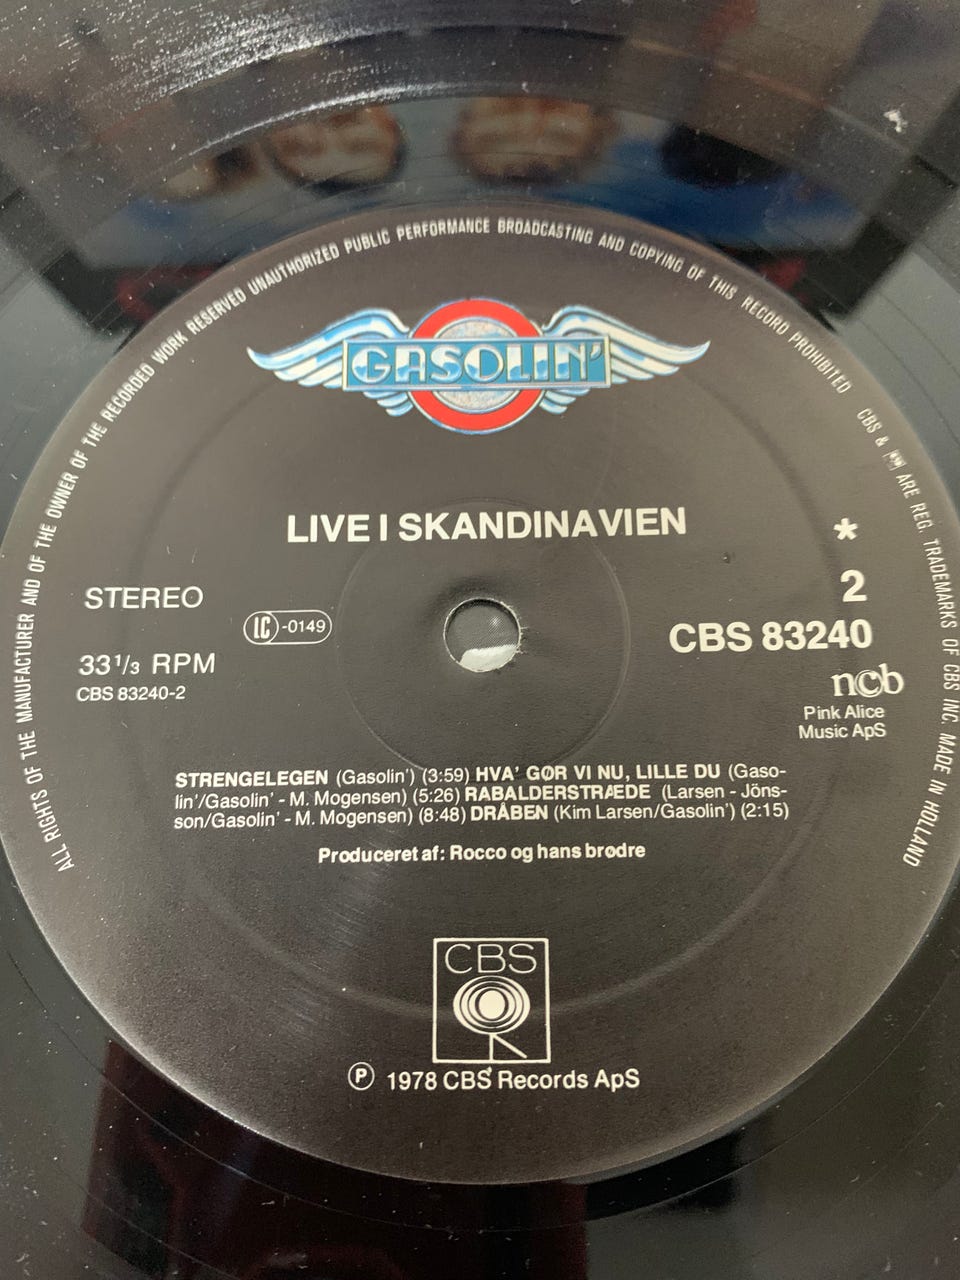 ALL RIGHTS OF THE MANUFACTURER AND OF THE OWNER OF THE RECORDED WORK RESERVED UNAUTHORIZED PUBLIC PERFORMANCE BROADCASTING AND COPYING OF THIS RECORD PROHIBITED CBS & ARE REG. TRADEMARKS OF CBS INC. MADE IN HOLLAND
GASOLIN'
LIVE I SKANDINAVIEN
*
STEREO
2
LC -0149
CBS 83240
33 1/3 RPM
CBS 83240-2
ncb
Pink Alice
Music ApS
STRENGELEGEN (Gasolin') (3:59) HVA' GØR VI NU, LILLE DU (Gaso-
lin'/Gasolin' - M. Mogensen) (5:26) RABALDERSTRÆDE (Larsen - Jöns-
son/Gasolin' - M. Mogensen) (8:48) DRÅBEN (Kim Larsen/Gasolin') (2:15)
Produceret af: Rocco og hans brødre
CBS
Ⓟ 1978 CBS Records ApS